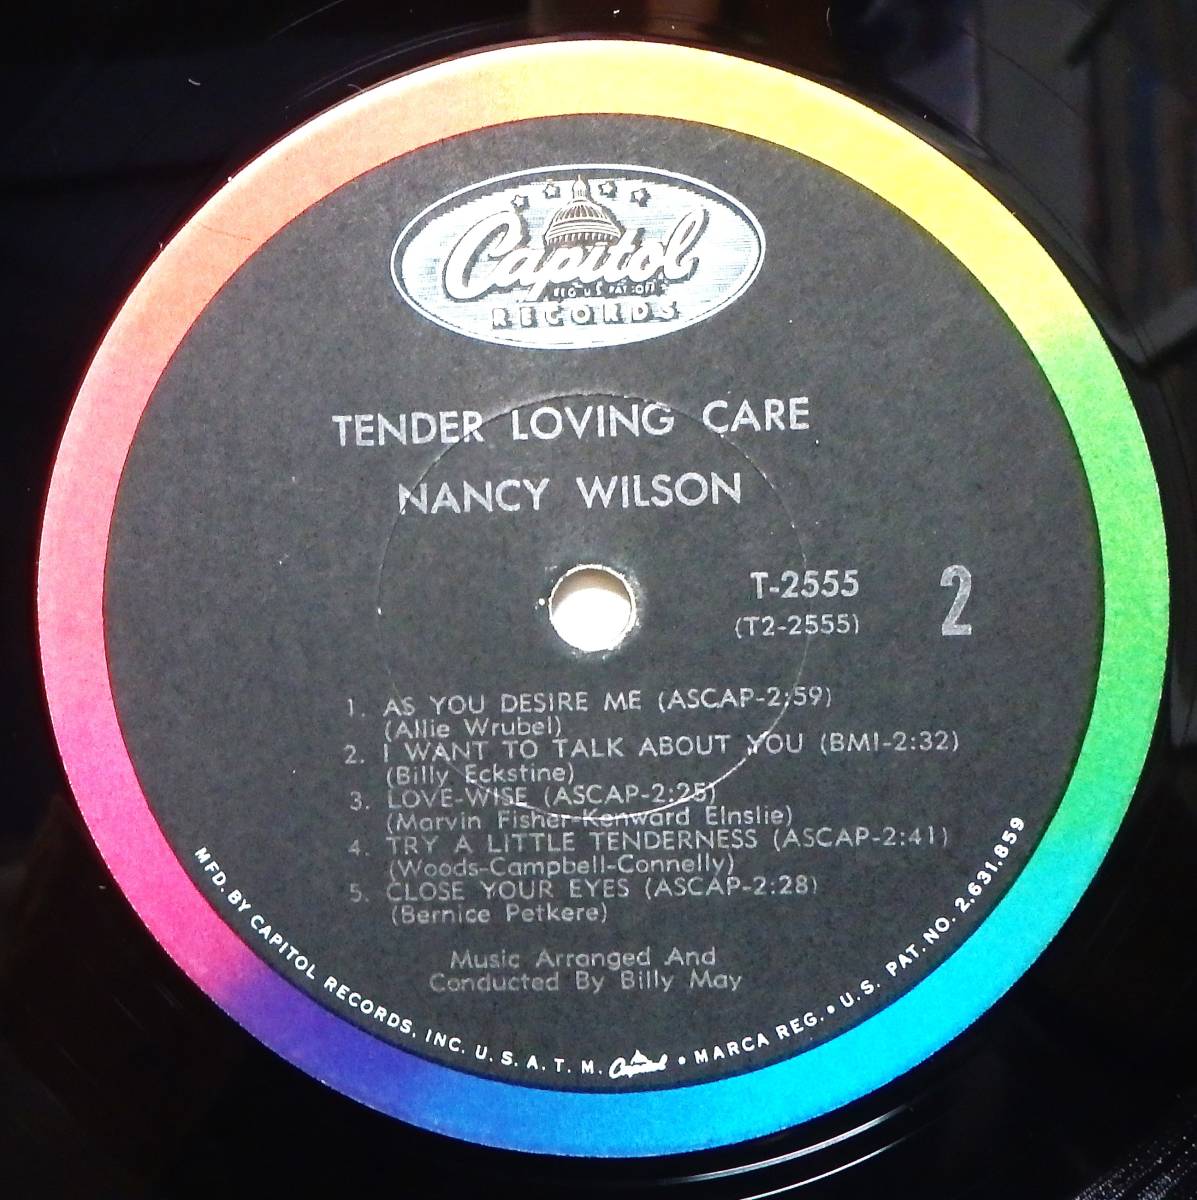 Capitol
REG. U.S. PAT. OFF.
RECORDS
TENDER LOVING CARE
NANCY WILSON
T-2555
(T2-2555)
2
1. AS YOU DESIRE ME (ASCAP-2:59)
(Allie Wrubel)
2. I WANT TO TALK ABOUT YOU (BMI-2:32)
(Billy Eckstine)
3. LOVE-WISE (ASCAP-2:25)
(Marvin Fisher-Kenward Elnslie)
4. TRY A LITTLE TENDERNESS (ASCAP-2:41)
(Woods-Campbell-Connelly)
5. CLOSE YOUR EYES (ASCAP-2:28)
(Bernice Petkere)
Music Arranged And
Conducted By Billy May
MFD. BY CAPITOL RECORDS, INC. U. S. A. T. M. Capitol • MARCA REG. • U.S. PAT. NO. 2,631,859